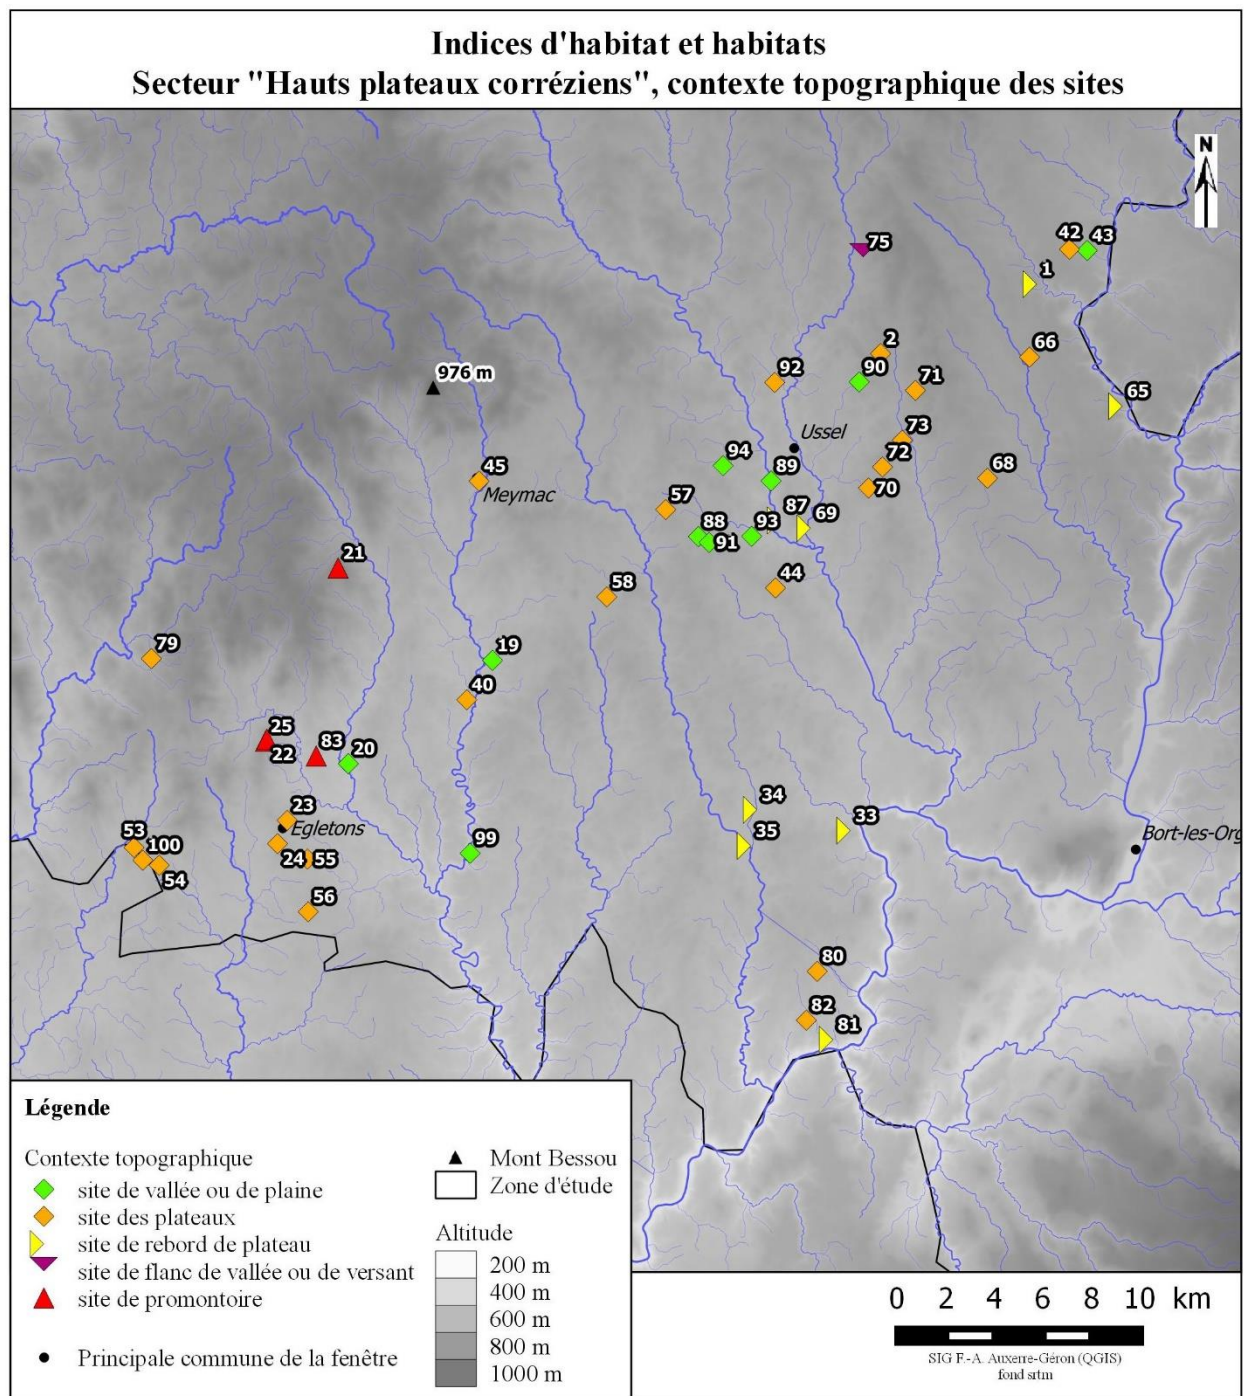 Indices d'habitat et habitats
Secteur "Hauts plateaux corréziens", contexte topographique des sites
N
75
42 43
1
2
66
92
90
71
976 m
65
Ussel
73
94
72
45
89
68
Meymac
70
57
87
69
88
93
91
21
44
58
79
19
40
25
83
20
22
34
23
33
Egletons
35
53
100
99
Bort-les-Org
24 55
54
56
80
82
81
Légende
Contexte topographique
site de vallée ou de plaine
site des plateaux
site de rebord de plateau
site de flanc de vallée ou de versant
site de promontoire
Principale commune de la fenêtre
Mont Bessou
Zone d'étude
Altitude
200 m
400 m
600 m
800 m
1000 m
0 2 4 6 8 10 km
SIG F.-A. Auxerre-Géron (QGIS)
fond srtm